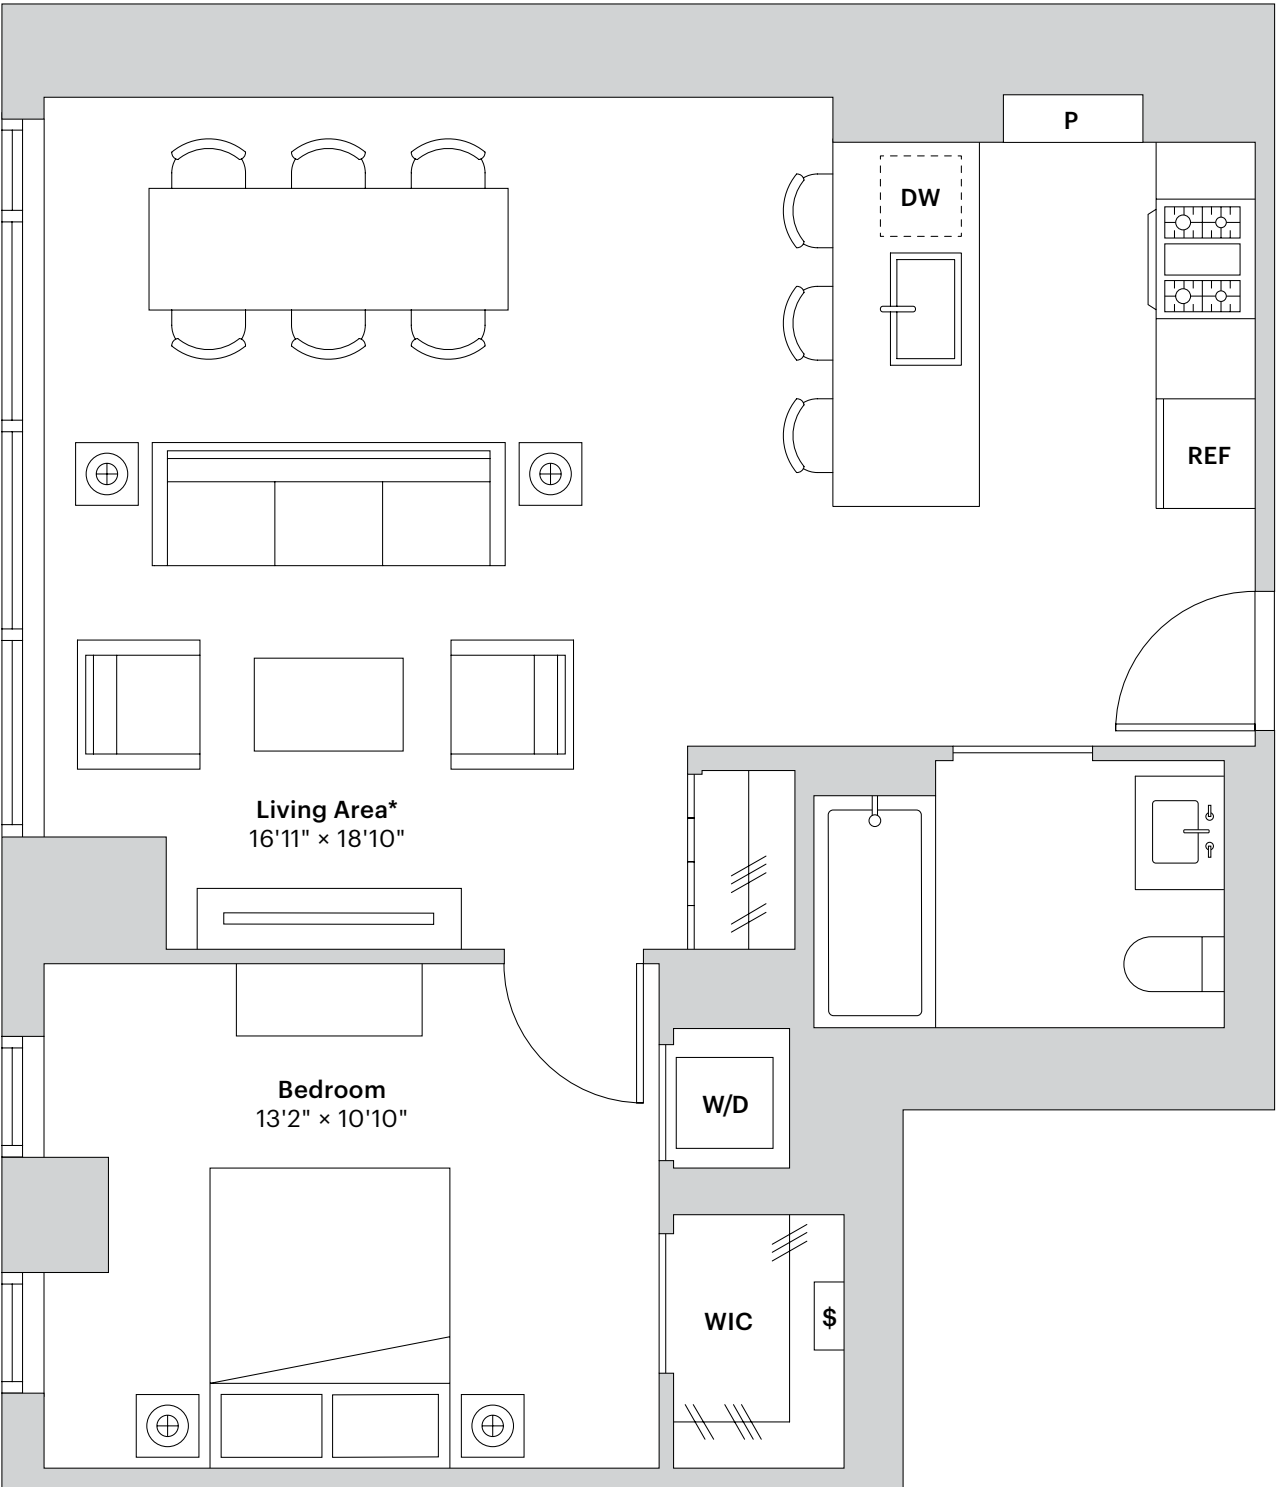 P
DW
REF
Living Area*
16'11" × 18'10"
Bedroom
13'2" × 10'10"
W/D
WIC
$